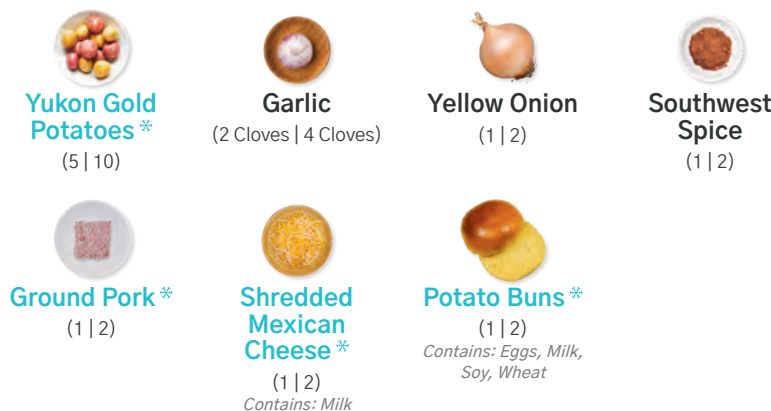 Yukon Gold
Potatoes *
(5 | 10)
Garlic
(2 Cloves | 4 Cloves)
Yellow Onion
(1 | 2)
Southwest
Spice
(1 | 2)
Ground Pork *
(1 | 2)
Shredded
Mexican
Cheese *
(1 | 2)
Contains: Milk
Potato Buns *
(1 | 2)
Contains: Eggs, Milk,
Soy, Wheat